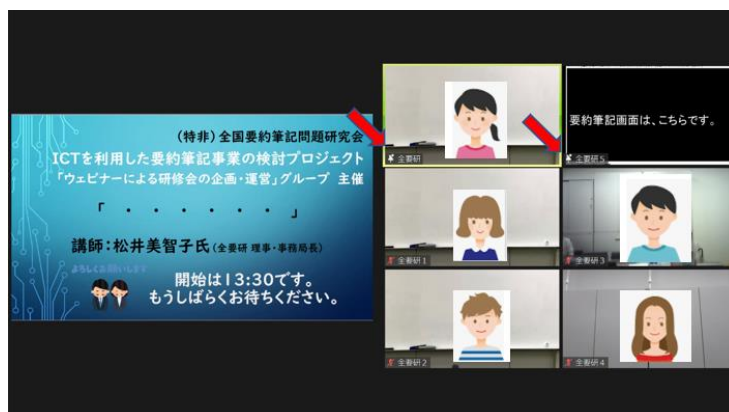 (特非)全国要約筆記問題研究会
ICTを利用した要約筆記事業の検討プロジェクト
「ウェビナーによる研修会の企画・運営」グループ 主催
「 ・ ・ ・ ・ ・ ・ 」
講師：松井美智子氏(全要研 理事・事務局長)
よろしくお願いします
開始は13:30です。
もうしばらくお待ちください。
全要研
要約筆記画面は、こちらです。
全要研5
全要研1
全要研3
全要研2
全要研4